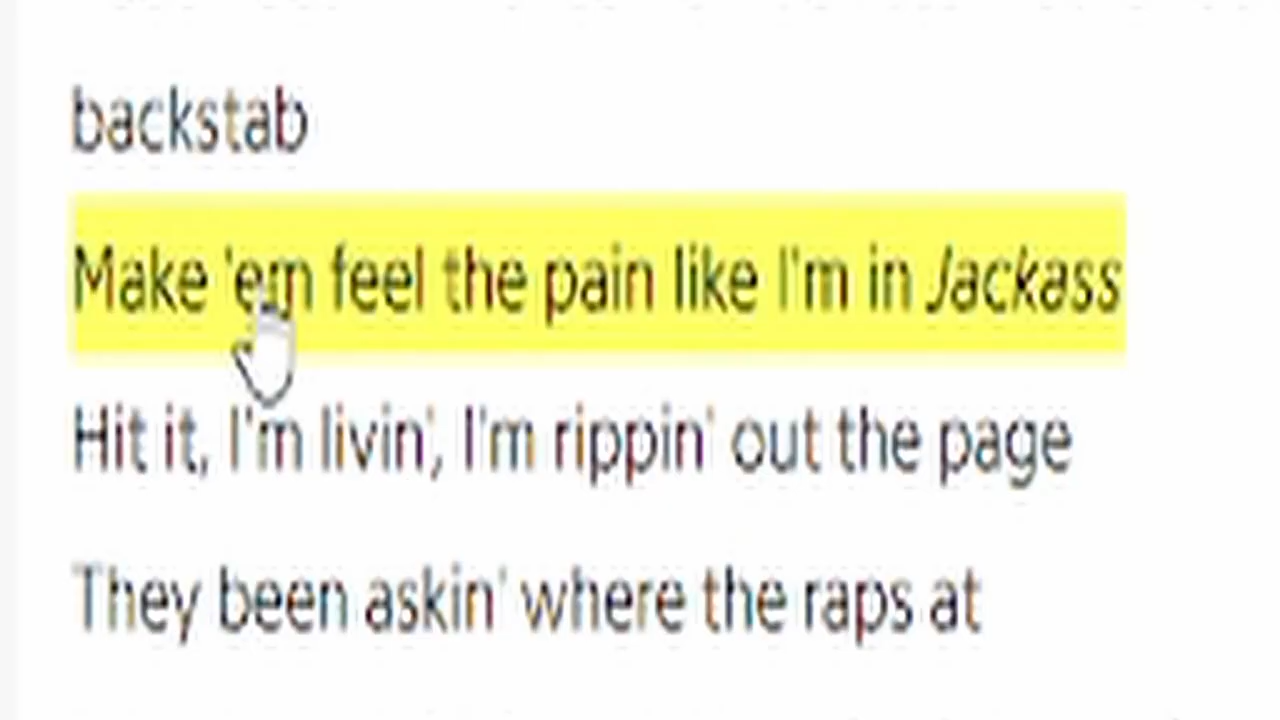 backstab
Make 'em feel the pain like I'm in Jackass
Hit it, I'm livin', I'm rippin' out the page
They been askin' where the raps at